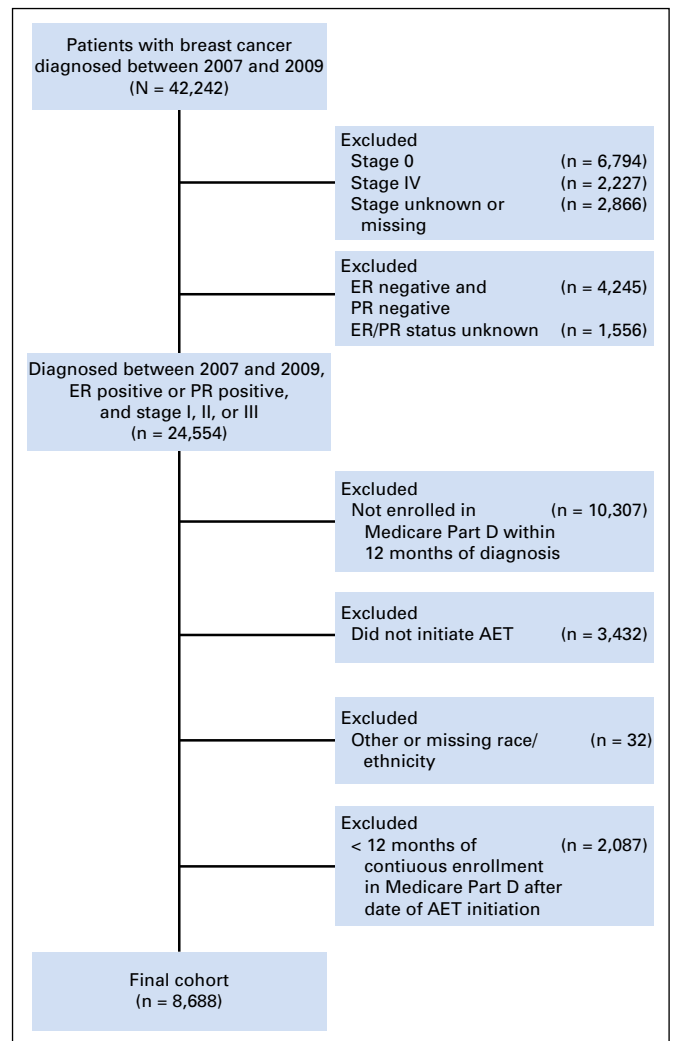 Patients with breast cancer
diagnosed between 2007 and 2009
(N = 42,242)
Excluded
Stage 0 (n = 6,794)
Stage IV (n = 2,227)
Stage unknown or (n = 2,866)
missing
Excluded
ER negative and (n = 4,245)
PR negative
ER/PR status unknown (n = 1,556)
Diagnosed between 2007 and 2009,
ER positive or PR positive,
and stage I, II, or III
(n = 24,554)
Excluded
Not enrolled in (n = 10,307)
Medicare Part D within
12 months of diagnosis
Excluded
Did not initiate AET (n = 3,432)
Excluded
Other or missing race/ (n = 32)
ethnicity
Excluded
< 12 months of (n = 2,087)
contiuous enrollment
in Medicare Part D after
date of AET initiation
Final cohort
(n = 8,688)